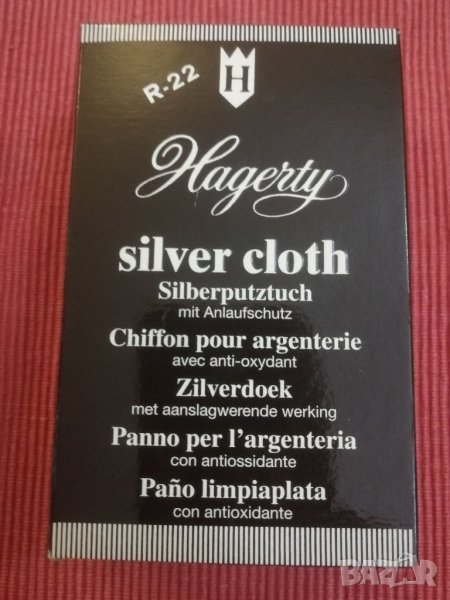 R-22
H
Hagerty
silver cloth
Silberputztuch
mit Anlaufschutz
Chiffon pour argenterie
avec anti-oxydant
Zilverdoek
met aanslagwerende werking
Panno per l'argenteria
con antiossidante
Paño limpiaplata
con antioxidante
BAZAR